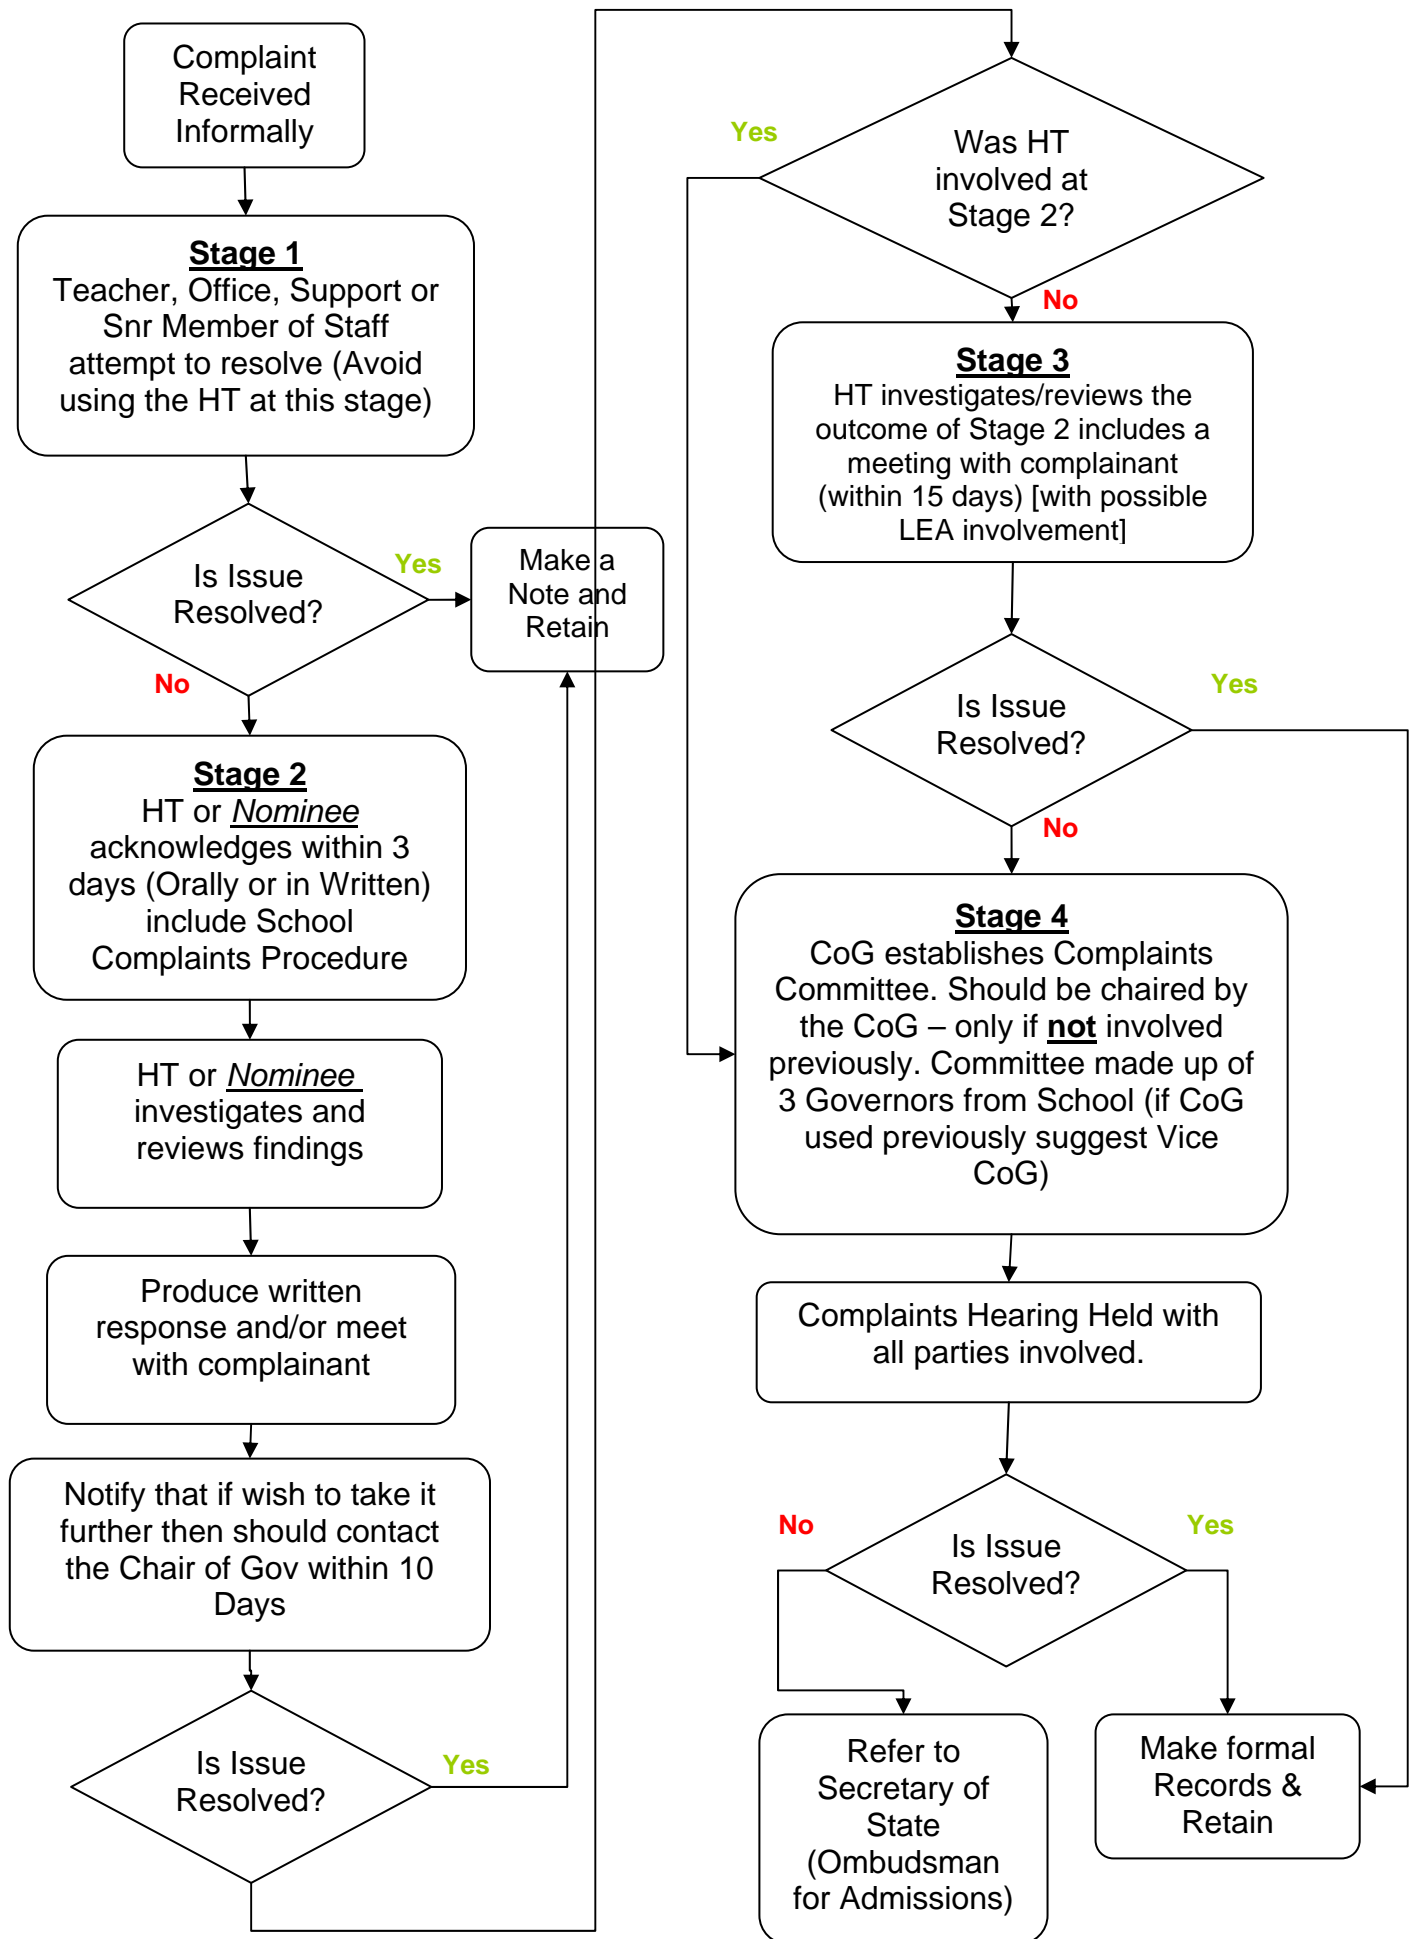 Complaint
Received
Informally
Stage 1
Teacher, Office, Support or
Snr Member of Staff
attempt to resolve (Avoid
using the HT at this stage)
Is Issue
Resolved?
Yes
No
Make a
Note and
Retain
Stage 2
HT or Nominee
acknowledges within 3
days (Orally or in Written)
include School
Complaints Procedure
HT or Nominee
investigates and
reviews findings
Produce written
response and/or meet
with complainant
Notify that if wish to take it
further then should contact
the Chair of Gov within 10
Days
Is Issue
Resolved?
Yes
Was HT
involved at
Stage 2?
Yes
No
Stage 3
HT investigates/reviews the
outcome of Stage 2 includes a
meeting with complainant
(within 15 days) [with possible
LEA involvement]
Is Issue
Resolved?
Yes
No
Stage 4
CoG establishes Complaints
Committee. Should be chaired by
the CoG – only if not involved
previously. Committee made up of
3 Governors from School (if CoG
used previously suggest Vice
CoG)
Complaints Hearing Held with
all parties involved.
Is Issue
Resolved?
No
Yes
Refer to
Secretary of
State
(Ombudsman
for Admissions)
Make formal
Records &
Retain